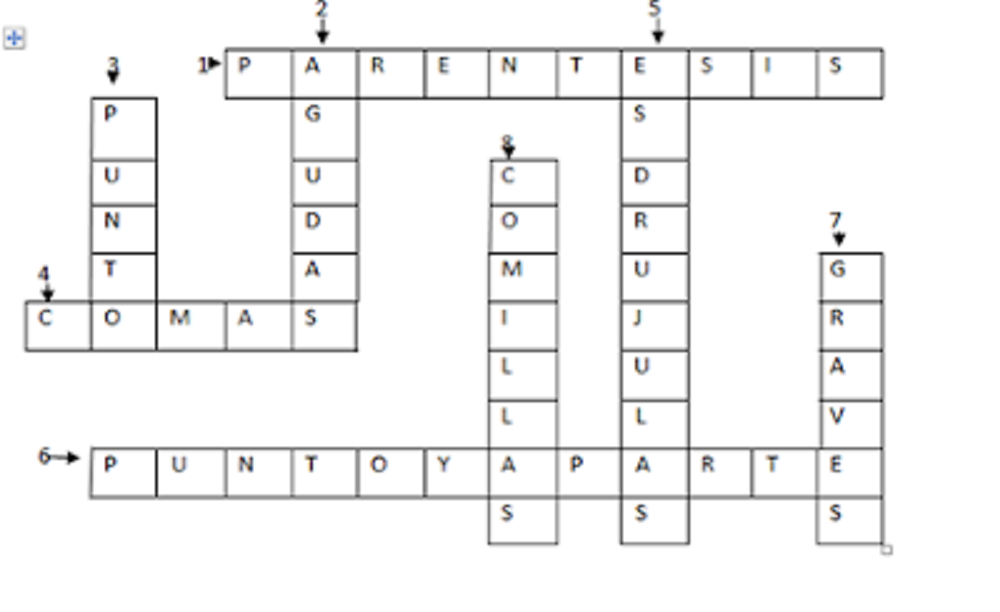 2 5
3 1 P A R E N T E S I S
P G S
8
U U C D
N D O R 7
T A M U G
4
C O M A S I J R
L U A
L L V
6 P U N T O Y A P A R T E
S S S